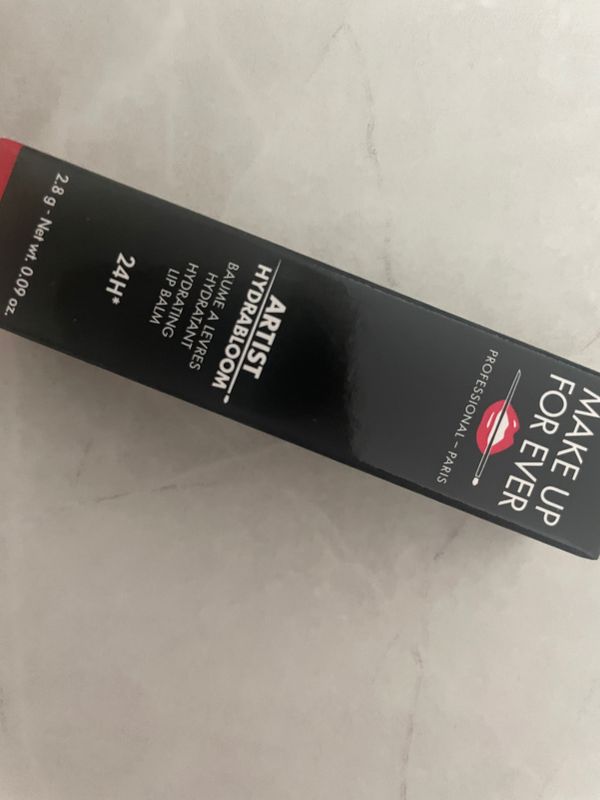 MAKE UP
FOR EVER
PROFESSIONAL – PARIS
ARTIST
HYDRABLOOM™
BAUME A LEVRES
HYDRATANT
HYDRATING
LIP BALM
24H*
2.8 g - Net wt. 0.09 oz.